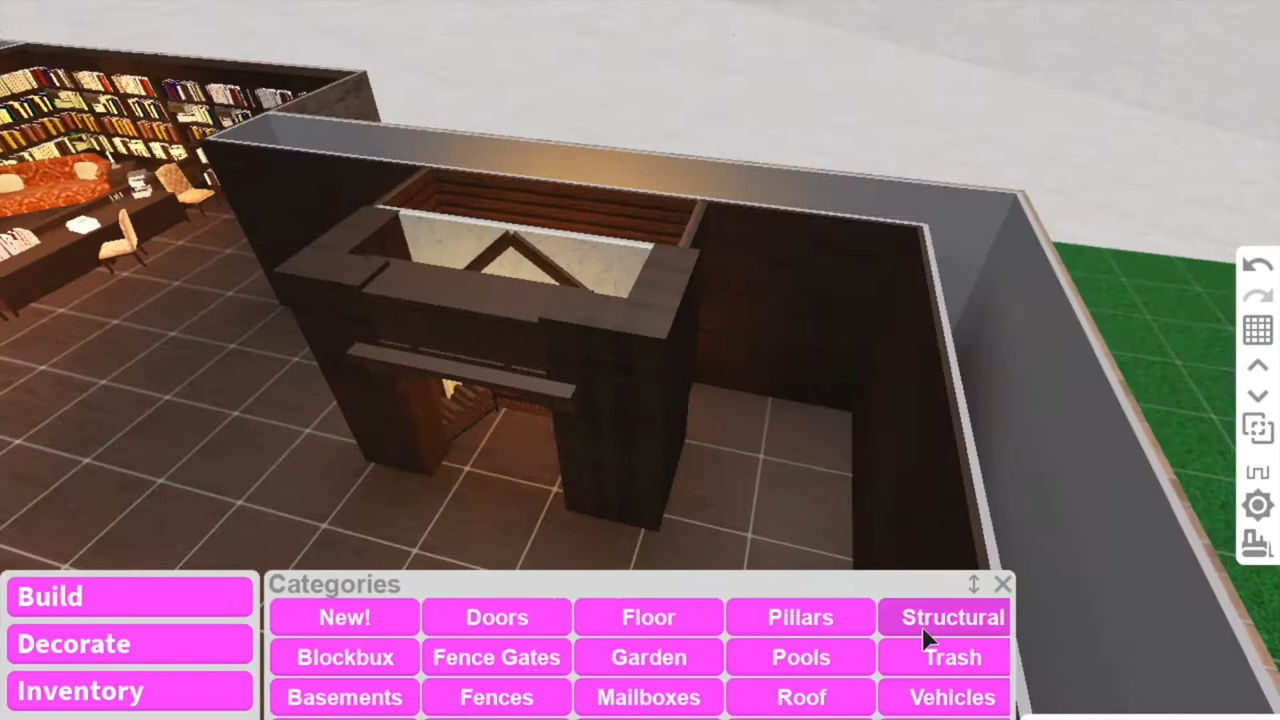 Build
Decorate
Inventory
Categories
New! Doors Floor Pillars Structural
Blockbux Fence Gates Garden Pools Trash
Basements Fences Mailboxes Roof Vehicles